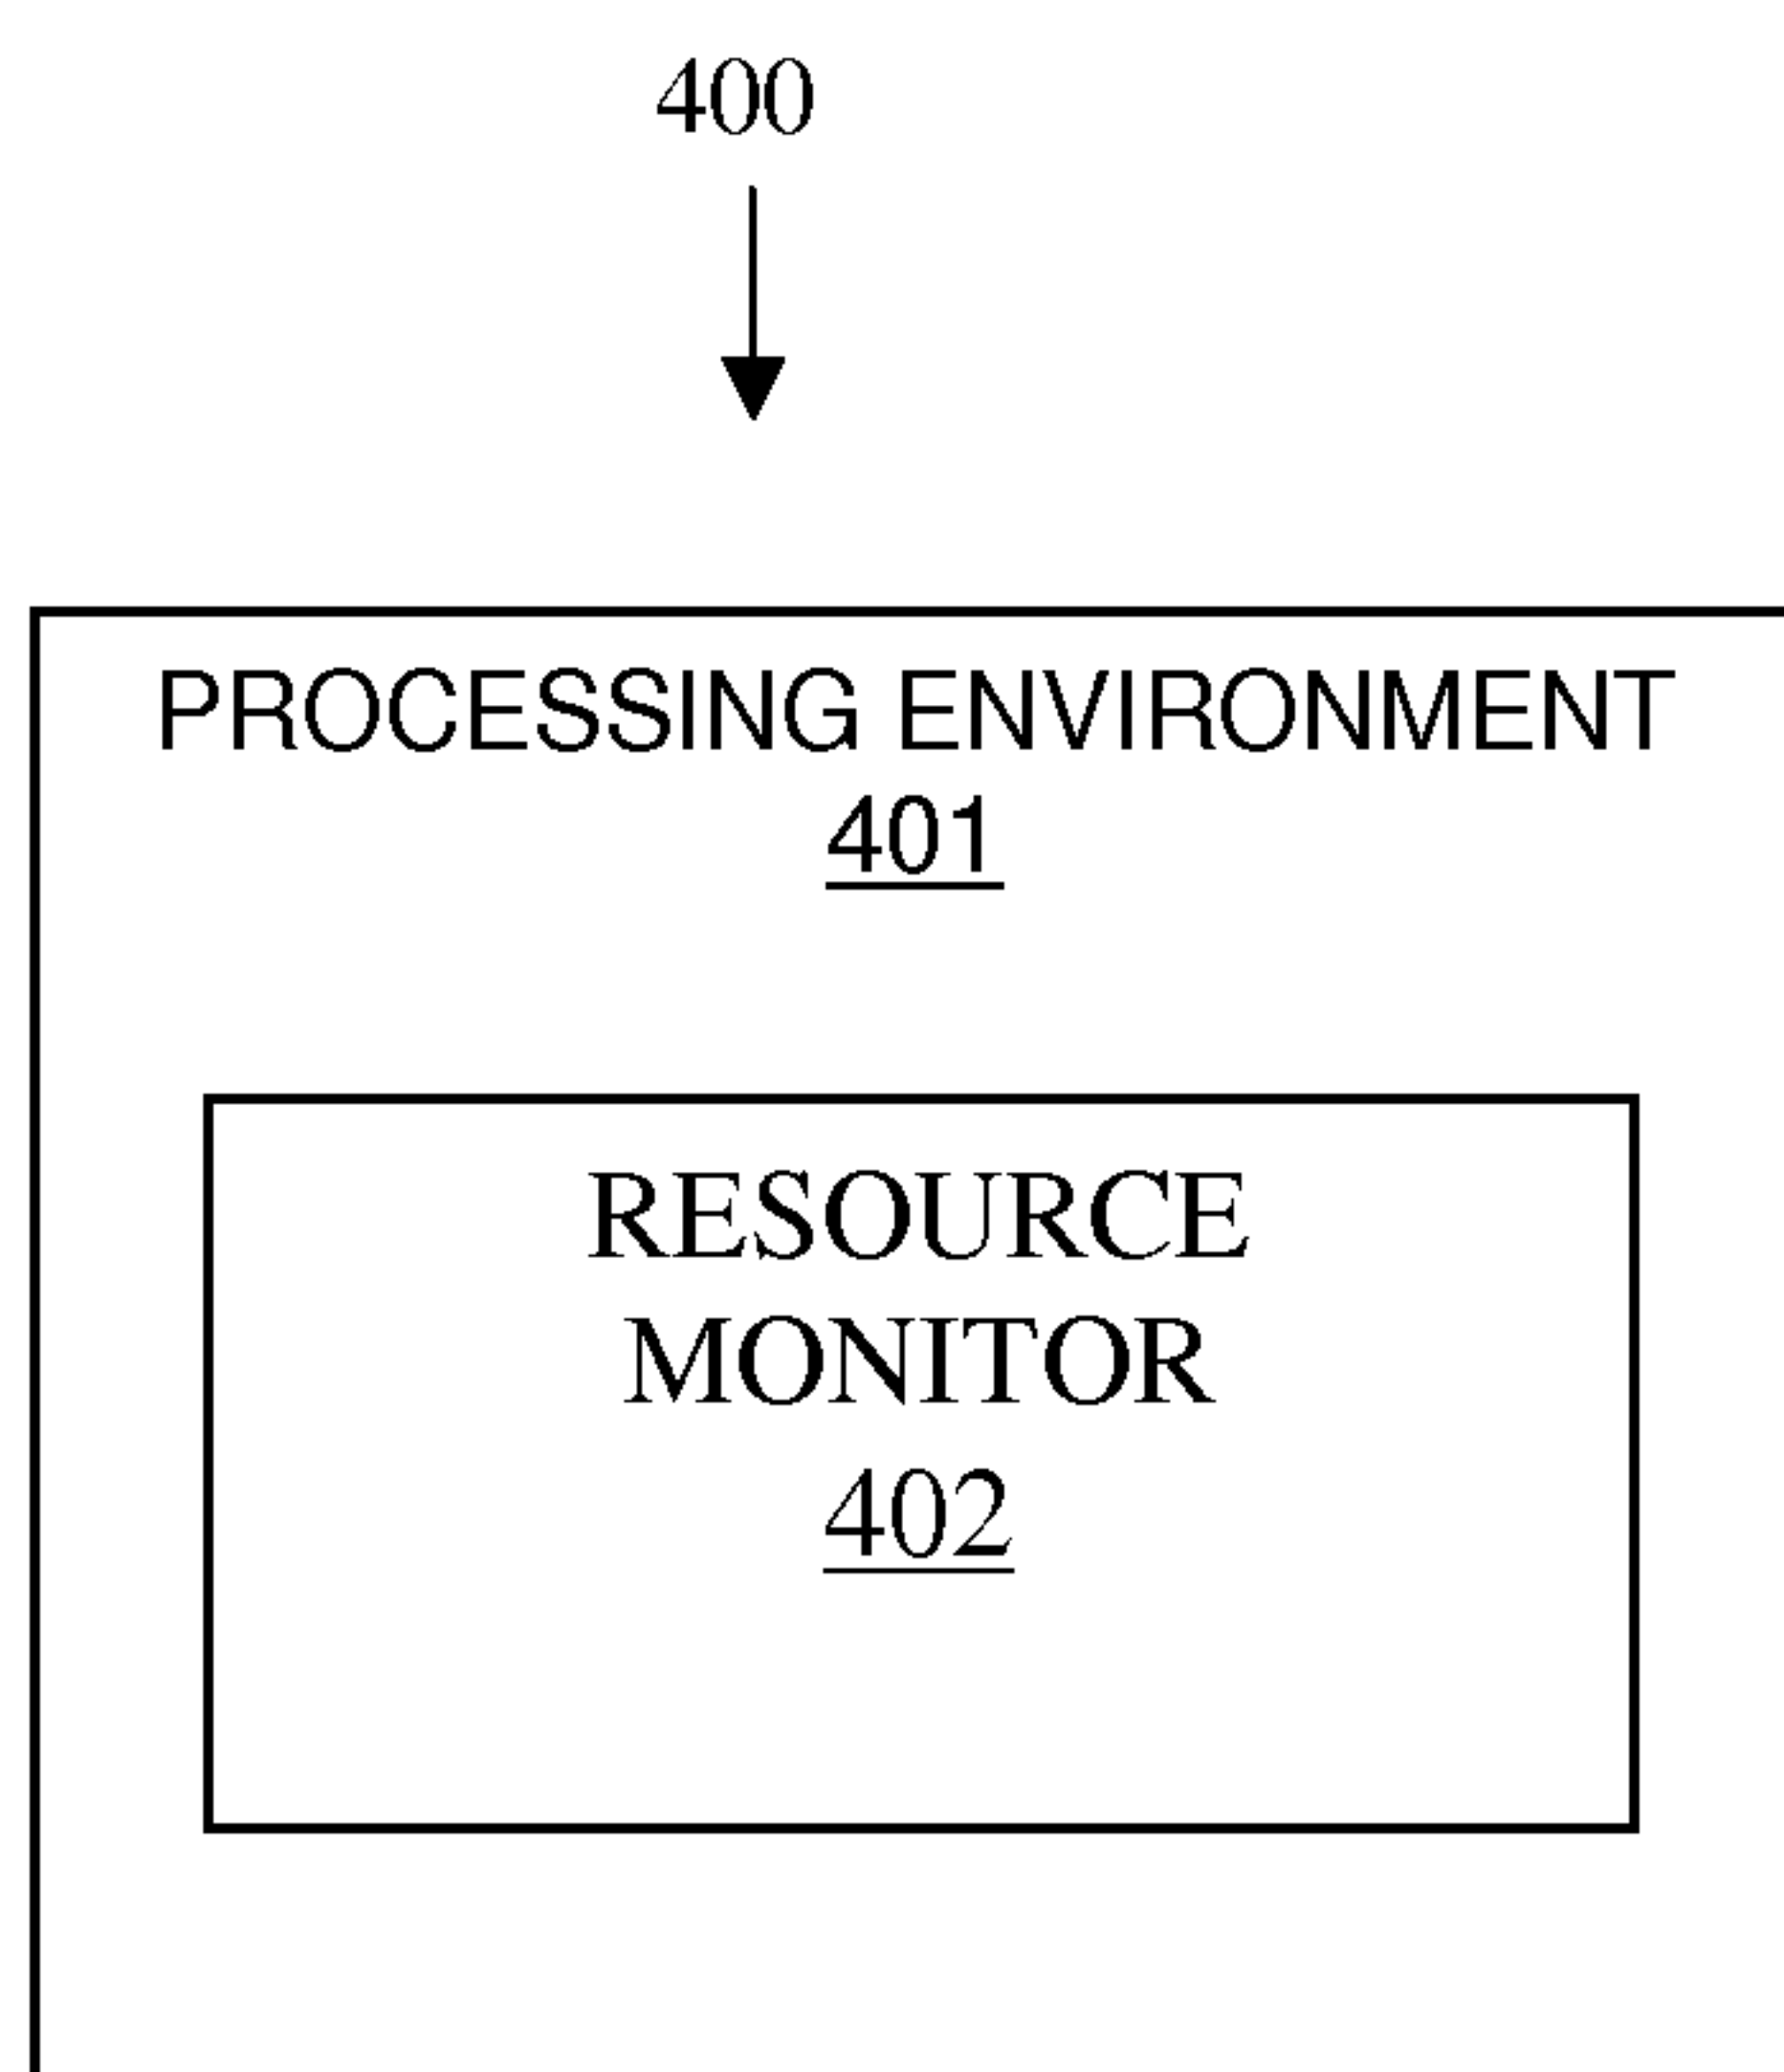 400
PROCESSING ENVIRONMENT
401
RESOURCE
MONITOR
402